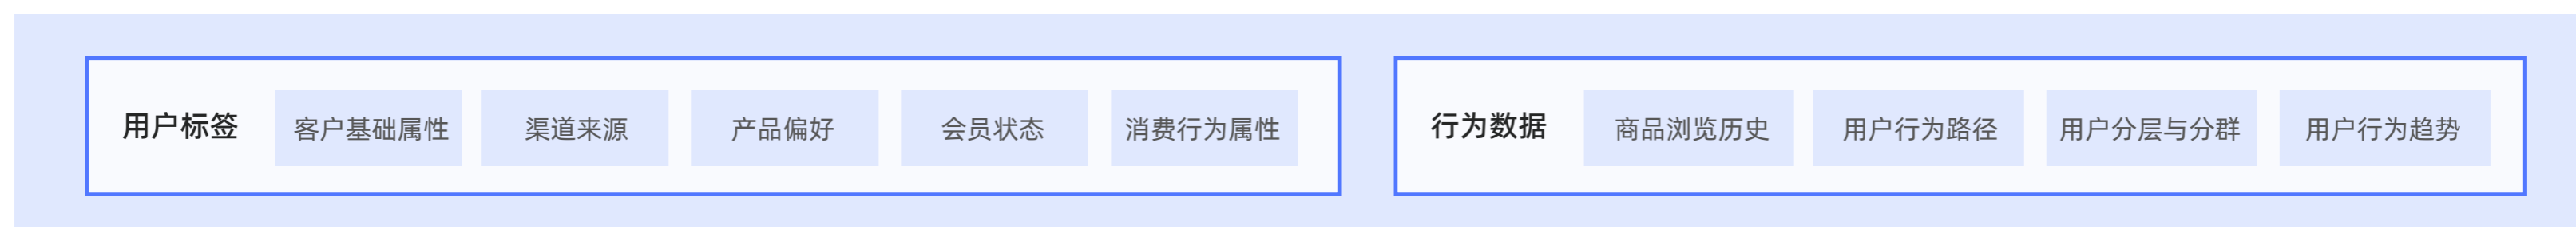 用户标签 客户基础属性 渠道来源 产品偏好 会员状态 消费行为属性 行为数据 商品浏览历史 用户行为路径 用户分层与分群 用户行为趋势